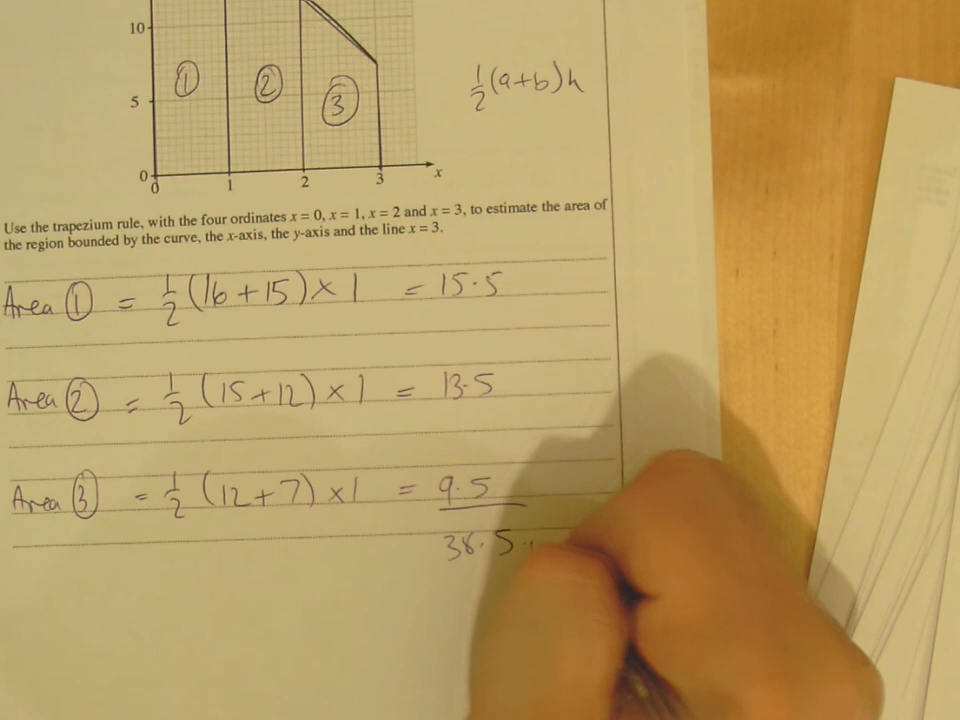 10
5
0
0 1 2 3 x
① ② ③
½(a+b)h
Use the trapezium rule, with the four ordinates x = 0, x = 1, x = 2 and x = 3, to estimate the area of
the region bounded by the curve, the x-axis, the y-axis and the line x = 3.
Area ① = ½ (16 + 15) × 1 = 15.5
Area ② = ½ (15 + 12) × 1 = 13.5
Area ③ = ½ (12 + 7) × 1 = 9.5
38.5